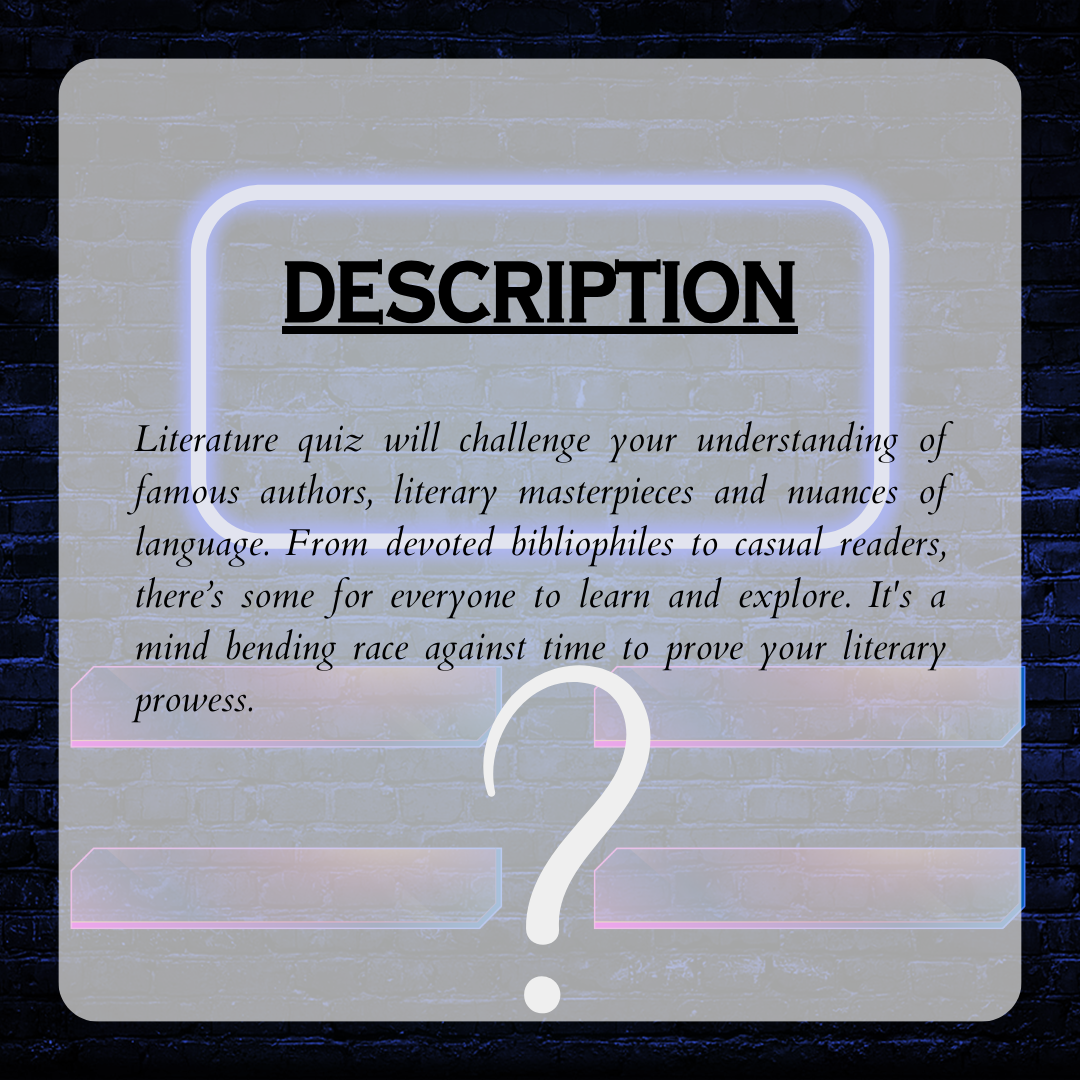 DESCRIPTION
Literature quiz will challenge your understanding of
famous authors, literary masterpieces and nuances of
language. From devoted bibliophiles to casual readers,
there’s some for everyone to learn and explore. It's a
mind bending race against time to prove your literary
prowess.
?